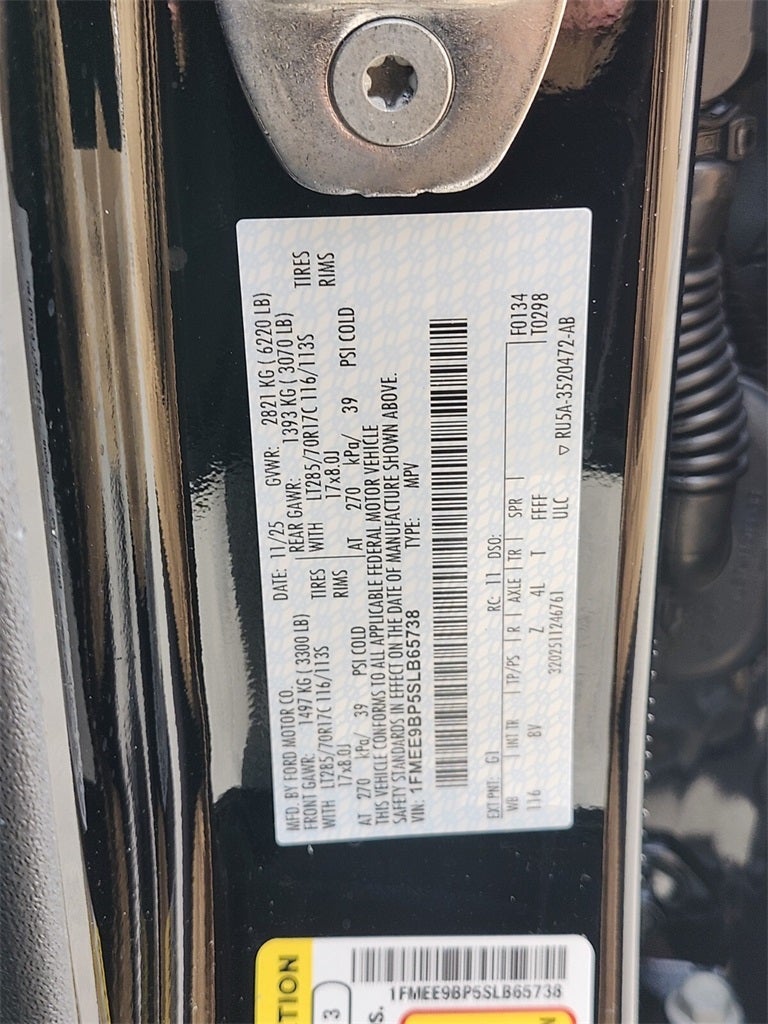 MFD. BY FORD MOTOR CO.
DATE: 11/25 GVWR: 2821 KG ( 6220 LB)
FRONT GAWR: 1497 KG ( 3300 LB) REAR GAWR: 1393 KG ( 3070 LB)
WITH LT285/70R17C 116/113S TIRES WITH LT285/70R17C 116/113S TIRES
17x8.0J RIMS 17x8.0J RIMS
AT 270 kPa/ 39 PSI COLD AT 270 kPa/ 39 PSI COLD
THIS VEHICLE CONFORMS TO ALL APPLICABLE FEDERAL MOTOR VEHICLE
SAFETY STANDARDS IN EFFECT ON THE DATE OF MANUFACTURE SHOWN ABOVE.
VIN: 1FMEE9BP5SLB65738 TYPE: MPV
EXT PNT: G1 RC: 11 DSO: F0134
WB INT TR TP/PS R AXLE TR SPR T0298
116 8V Z 4L T FFFF
3202511246761 ULC ▽ RU5A-3520472-AB
TION
3
S.
1FMEE9BP5SLB65738